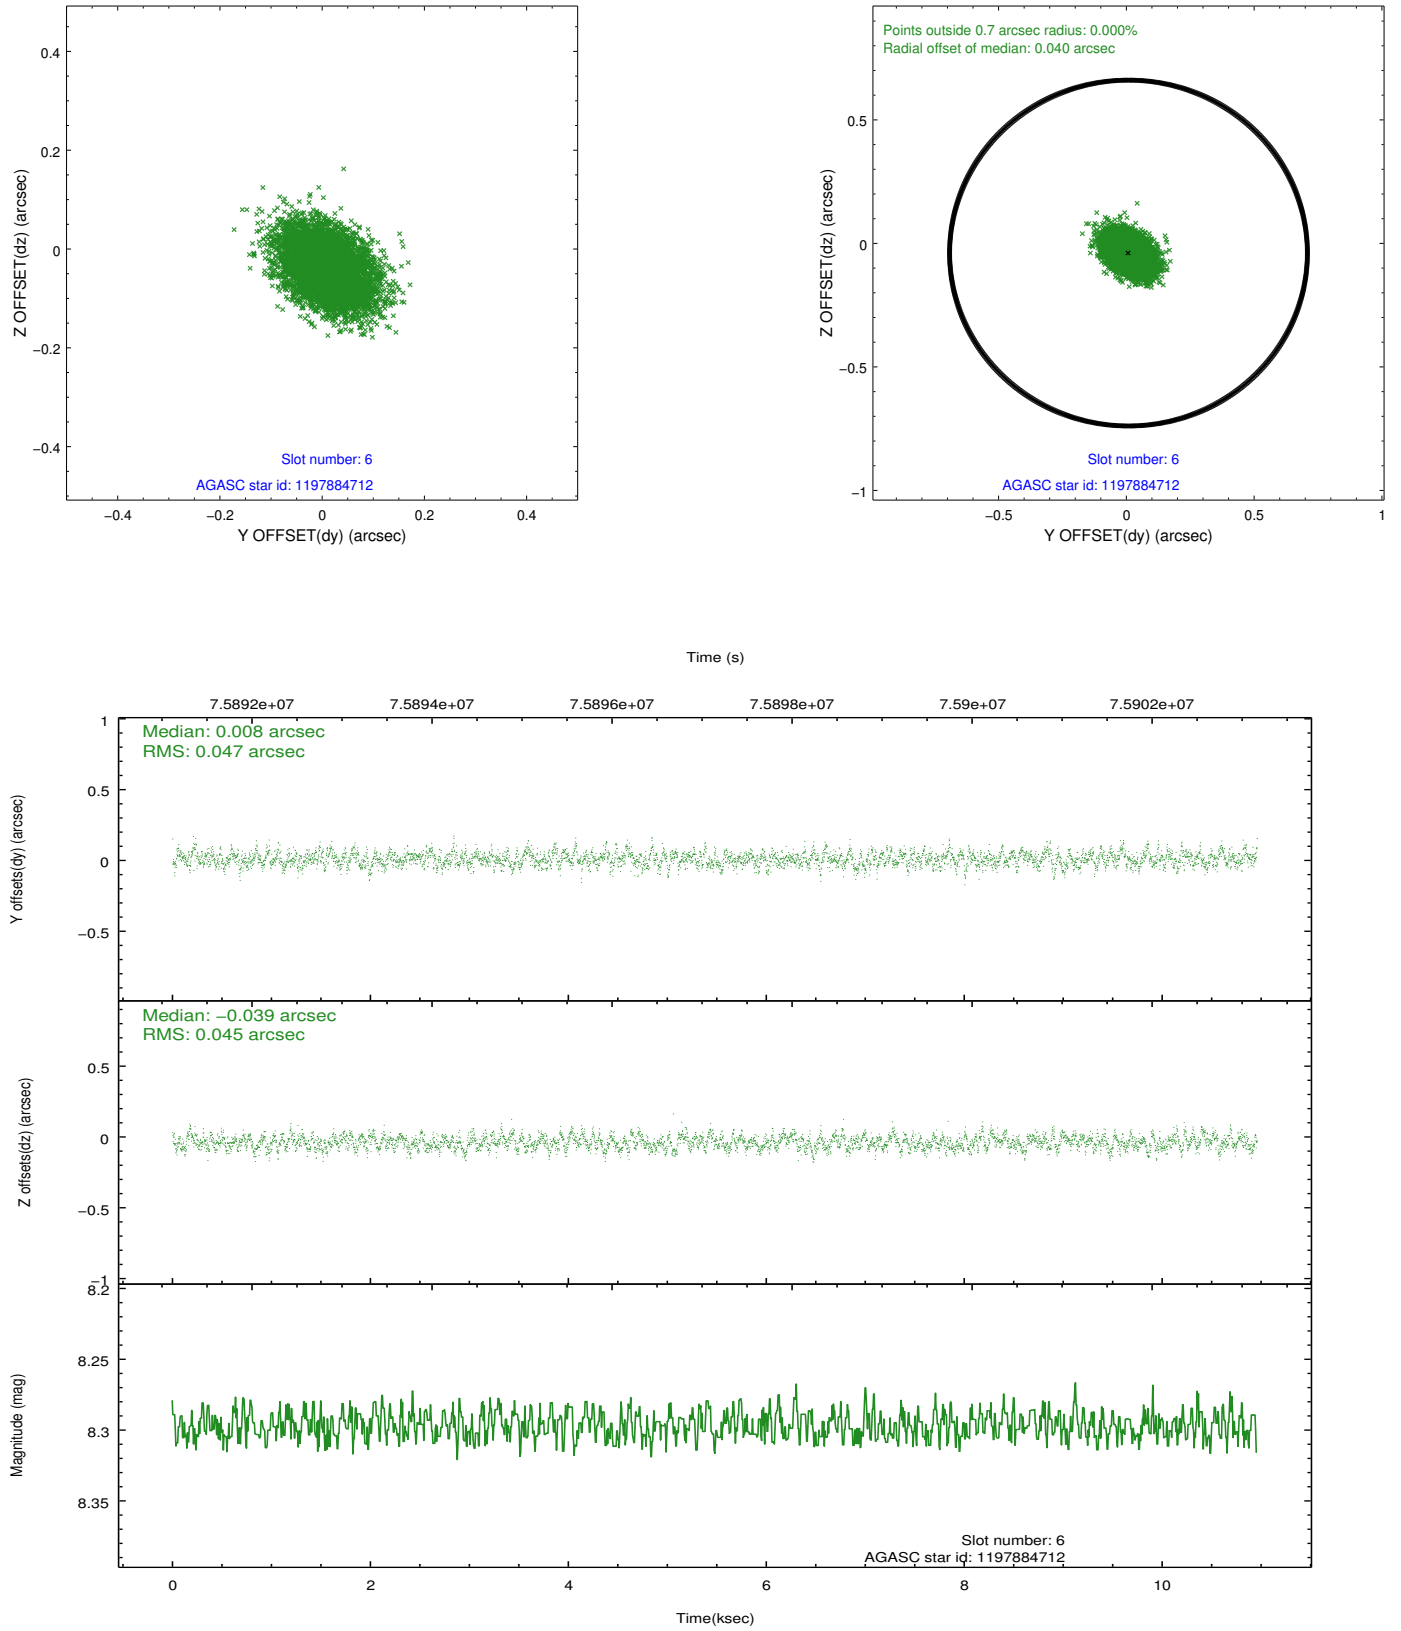 0.4
0.2
0
−0.2
−0.4
Z OFFSET(dz) (arcsec)
Slot number: 6
AGASC star id: 1197884712
−0.4 −0.2 0 0.2 0.4
Y OFFSET(dy) (arcsec)
Points outside 0.7 arcsec radius: 0.000%
Radial offset of median: 0.040 arcsec
0.5
0
−0.5
−1
Z OFFSET(dz) (arcsec)
Slot number: 6
AGASC star id: 1197884712
−0.5 0 0.5 1
Y OFFSET(dy) (arcsec)
Time (s)
7.5892e+07 7.5894e+07 7.5896e+07 7.5898e+07 7.59e+07 7.5902e+07
Median: 0.008 arcsec
RMS: 0.047 arcsec
1
0.5
0
−0.5
Y offsets(dy) (arcsec)
Median: −0.039 arcsec
RMS: 0.045 arcsec
0.5
0
−0.5
−1
Z offsets(dz) (arcsec)
8.2
8.25
8.3
8.35
Magnitude (mag)
Slot number: 6
AGASC star id: 1197884712
0 2 4 6 8 10
Time(ksec)